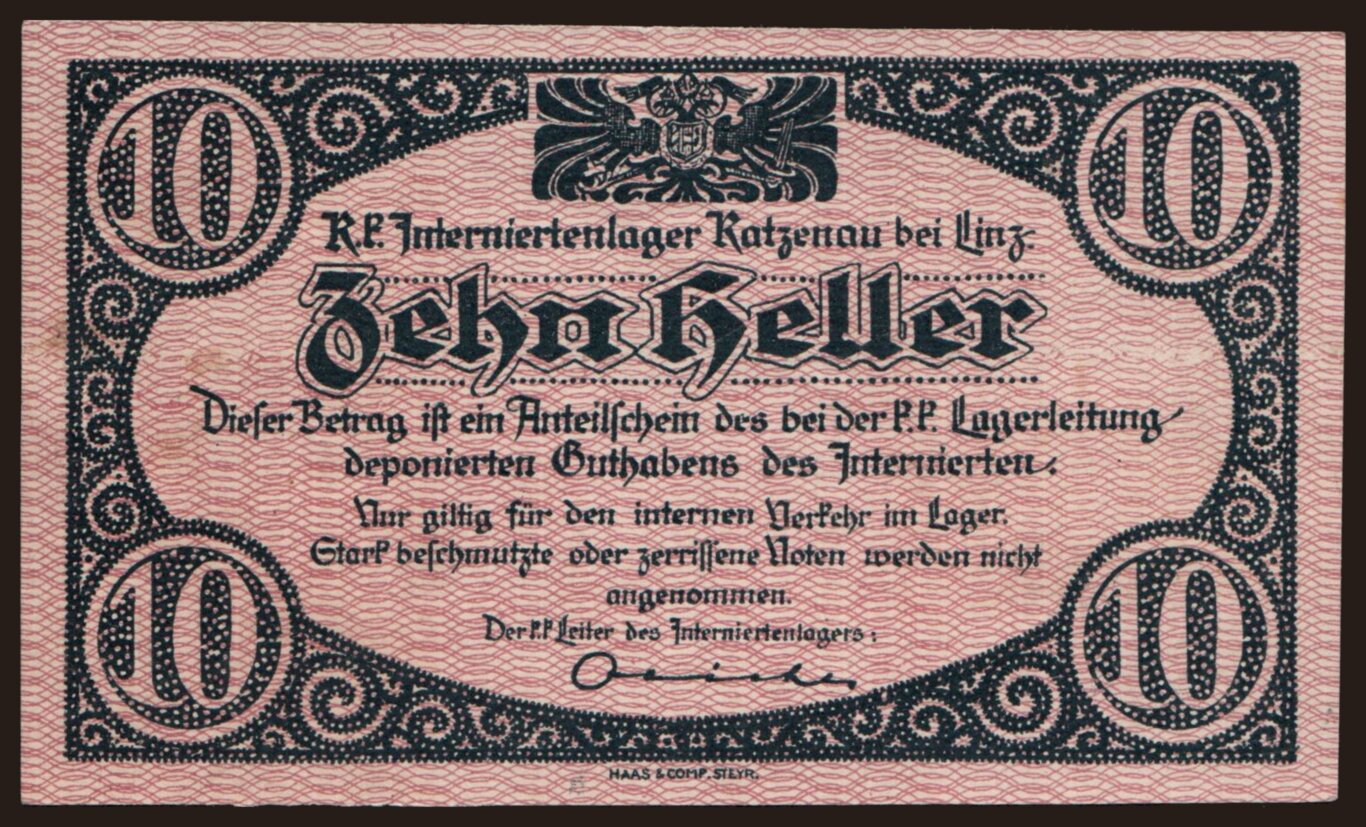 10 10
K.k. Interniertenlager Katzenau bei Linz.
Zehn Heller
Dieser Betrag ist ein Anteilschein des bei der k.k. Lagerleitung
deponierten Guthabens des Internierten.
Nur giltig für den internen Verkehr im Lager.
Stark beschmutzte oder zerrissene Noten werden nicht
angenommen.
Der k.k. Leiter des Interniertenlagers:
10 10
HAAS & COMP. STEYR.